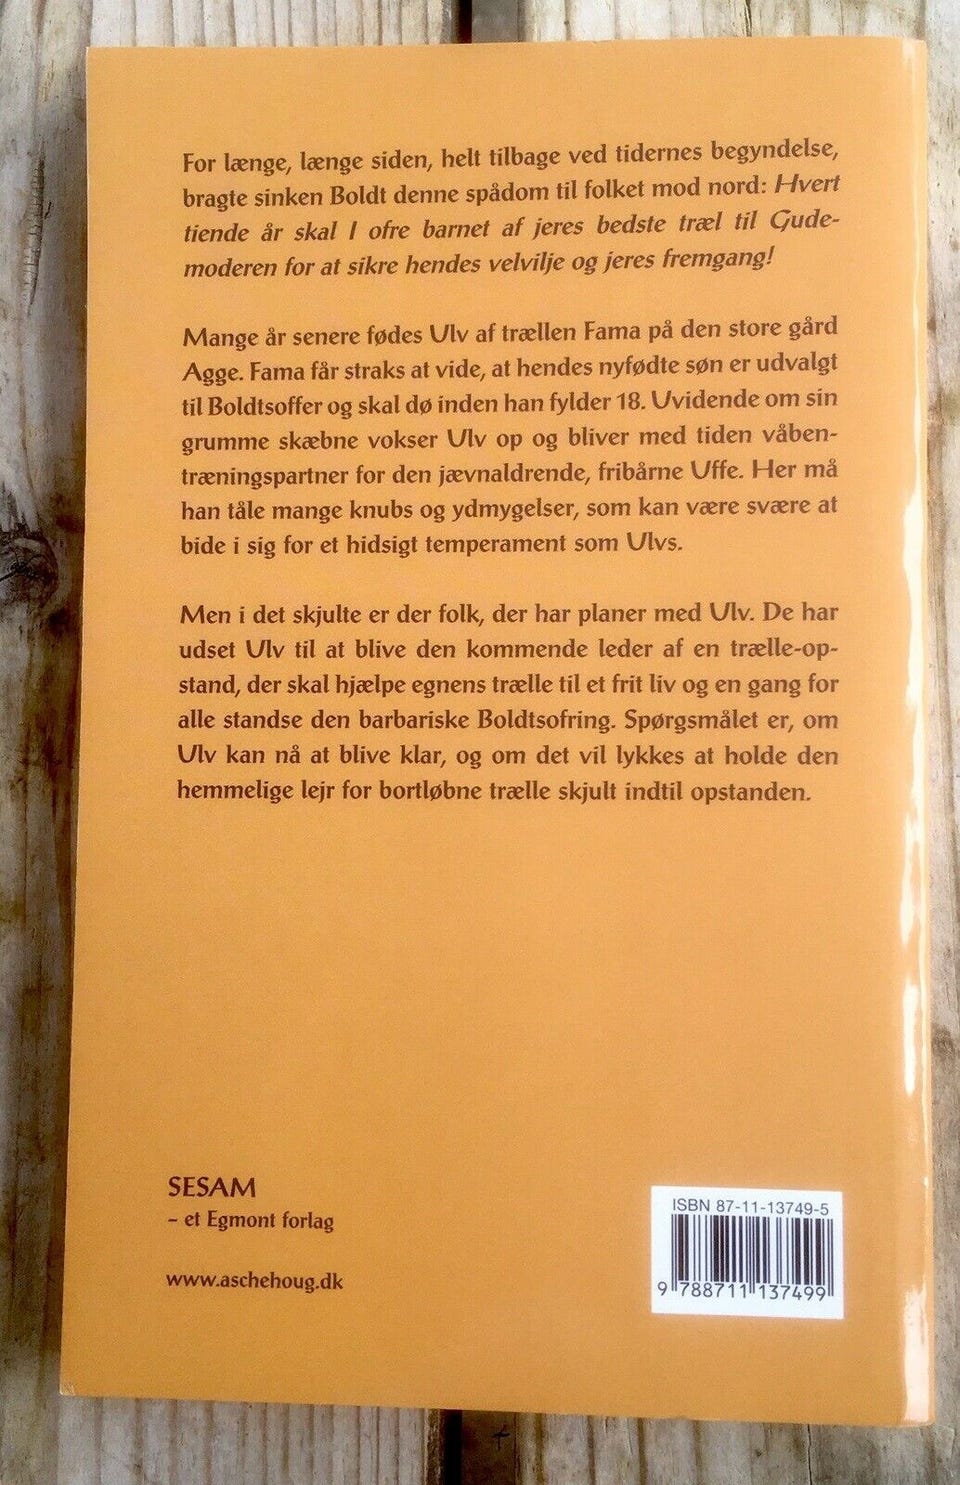 For længe, længe siden, helt tilbage ved tidernes begyndelse,
bragte sinken Boldt denne spådom til folket mod nord: Hvert
tiende år skal I ofre barnet af jeres bedste træl til Gude-
moderen for at sikre hendes velvilje og jeres fremgang!
Mange år senere fødes Ulv af trællen Fama på den store gård
Agge. Fama får straks at vide, at hendes nyfødte søn er udvalgt
til Boldtsoffer og skal dø inden han fylder 18. Uvidende om sin
grumme skæbne vokser Ulv op og bliver med tiden våben-
træningspartner for den jævnaldrende, fribårne Uffe. Her må
han tåle mange knubs og ydmygelser, som kan være svære at
bide i sig for et hidsigt temperament som Ulvs.
Men i det skjulte er der folk, der har planer med Ulv. De har
udset Ulv til at blive den kommende leder af en trælle-op-
stand, der skal hjælpe egnens trælle til et frit liv og en gang for
alle standse den barbariske Boldtsofring. Spørgsmålet er, om
Ulv kan nå at blive klar, og om det vil lykkes at holde den
hemmelige lejr for bortløbne trælle skjult indtil opstanden.
SESAM
– et Egmont forlag
www.aschehoug.dk
ISBN 87-11-13749-5
9 788711 137499